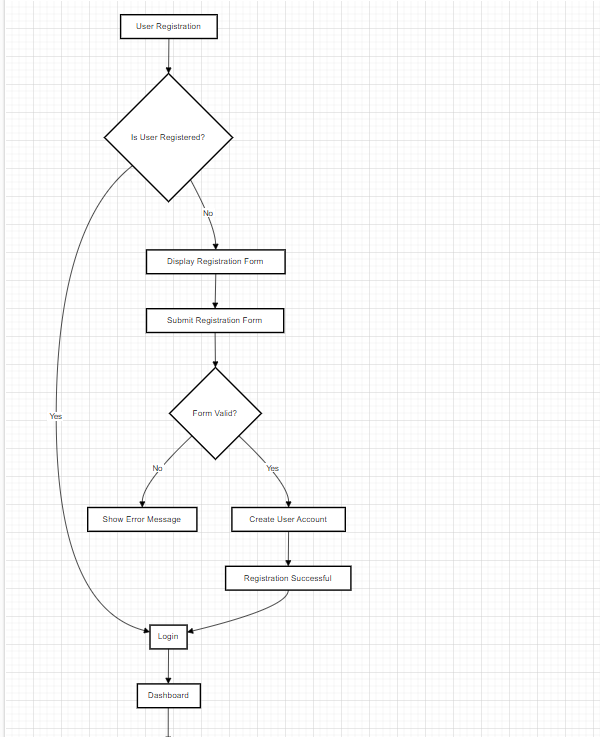 User Registration
Is User Registered?
No
Display Registration Form
Submit Registration Form
Form Valid?
Yes
No
Yes
Show Error Message
Create User Account
Registration Successful
Login
Dashboard